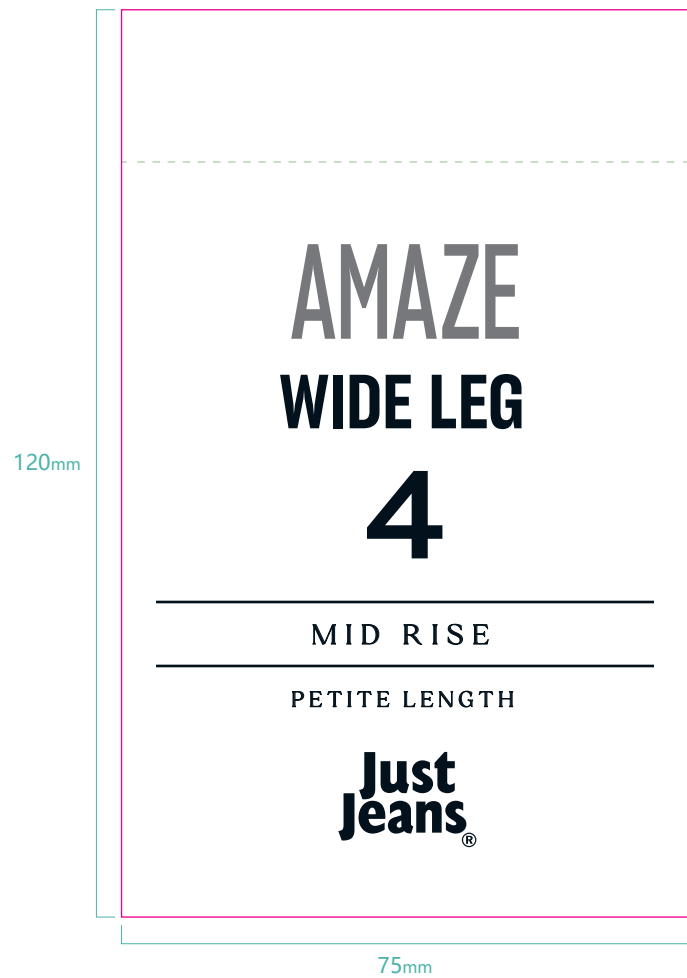 AMAZE
WIDE LEG
4
120mm
MID RISE
PETITE LENGTH
Just
Jeans®
75mm